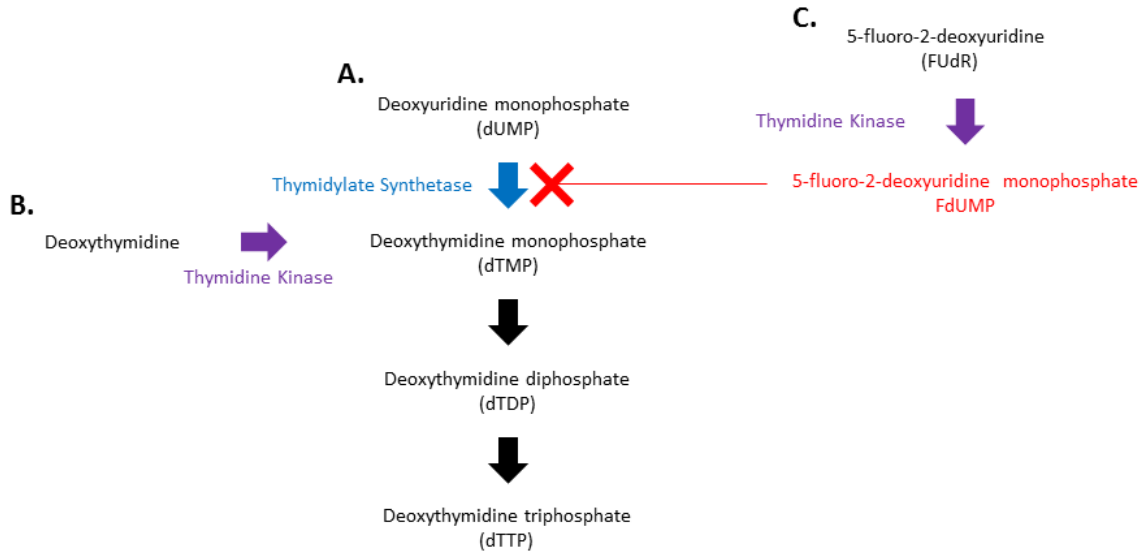 C.
5-fluoro-2-deoxyuridine
(FUdR)
A.
Deoxyuridine monophosphate
(dUMP)
Thymidine Kinase
Thymidylate Synthetase
5-fluoro-2-deoxyuridine monophosphate
FdUMP
B.
Deoxythymidine
Thymidine Kinase
Deoxythymidine monophosphate
(dTMP)
Deoxythymidine diphosphate
(dTDP)
Deoxythymidine triphosphate
(dTTP)